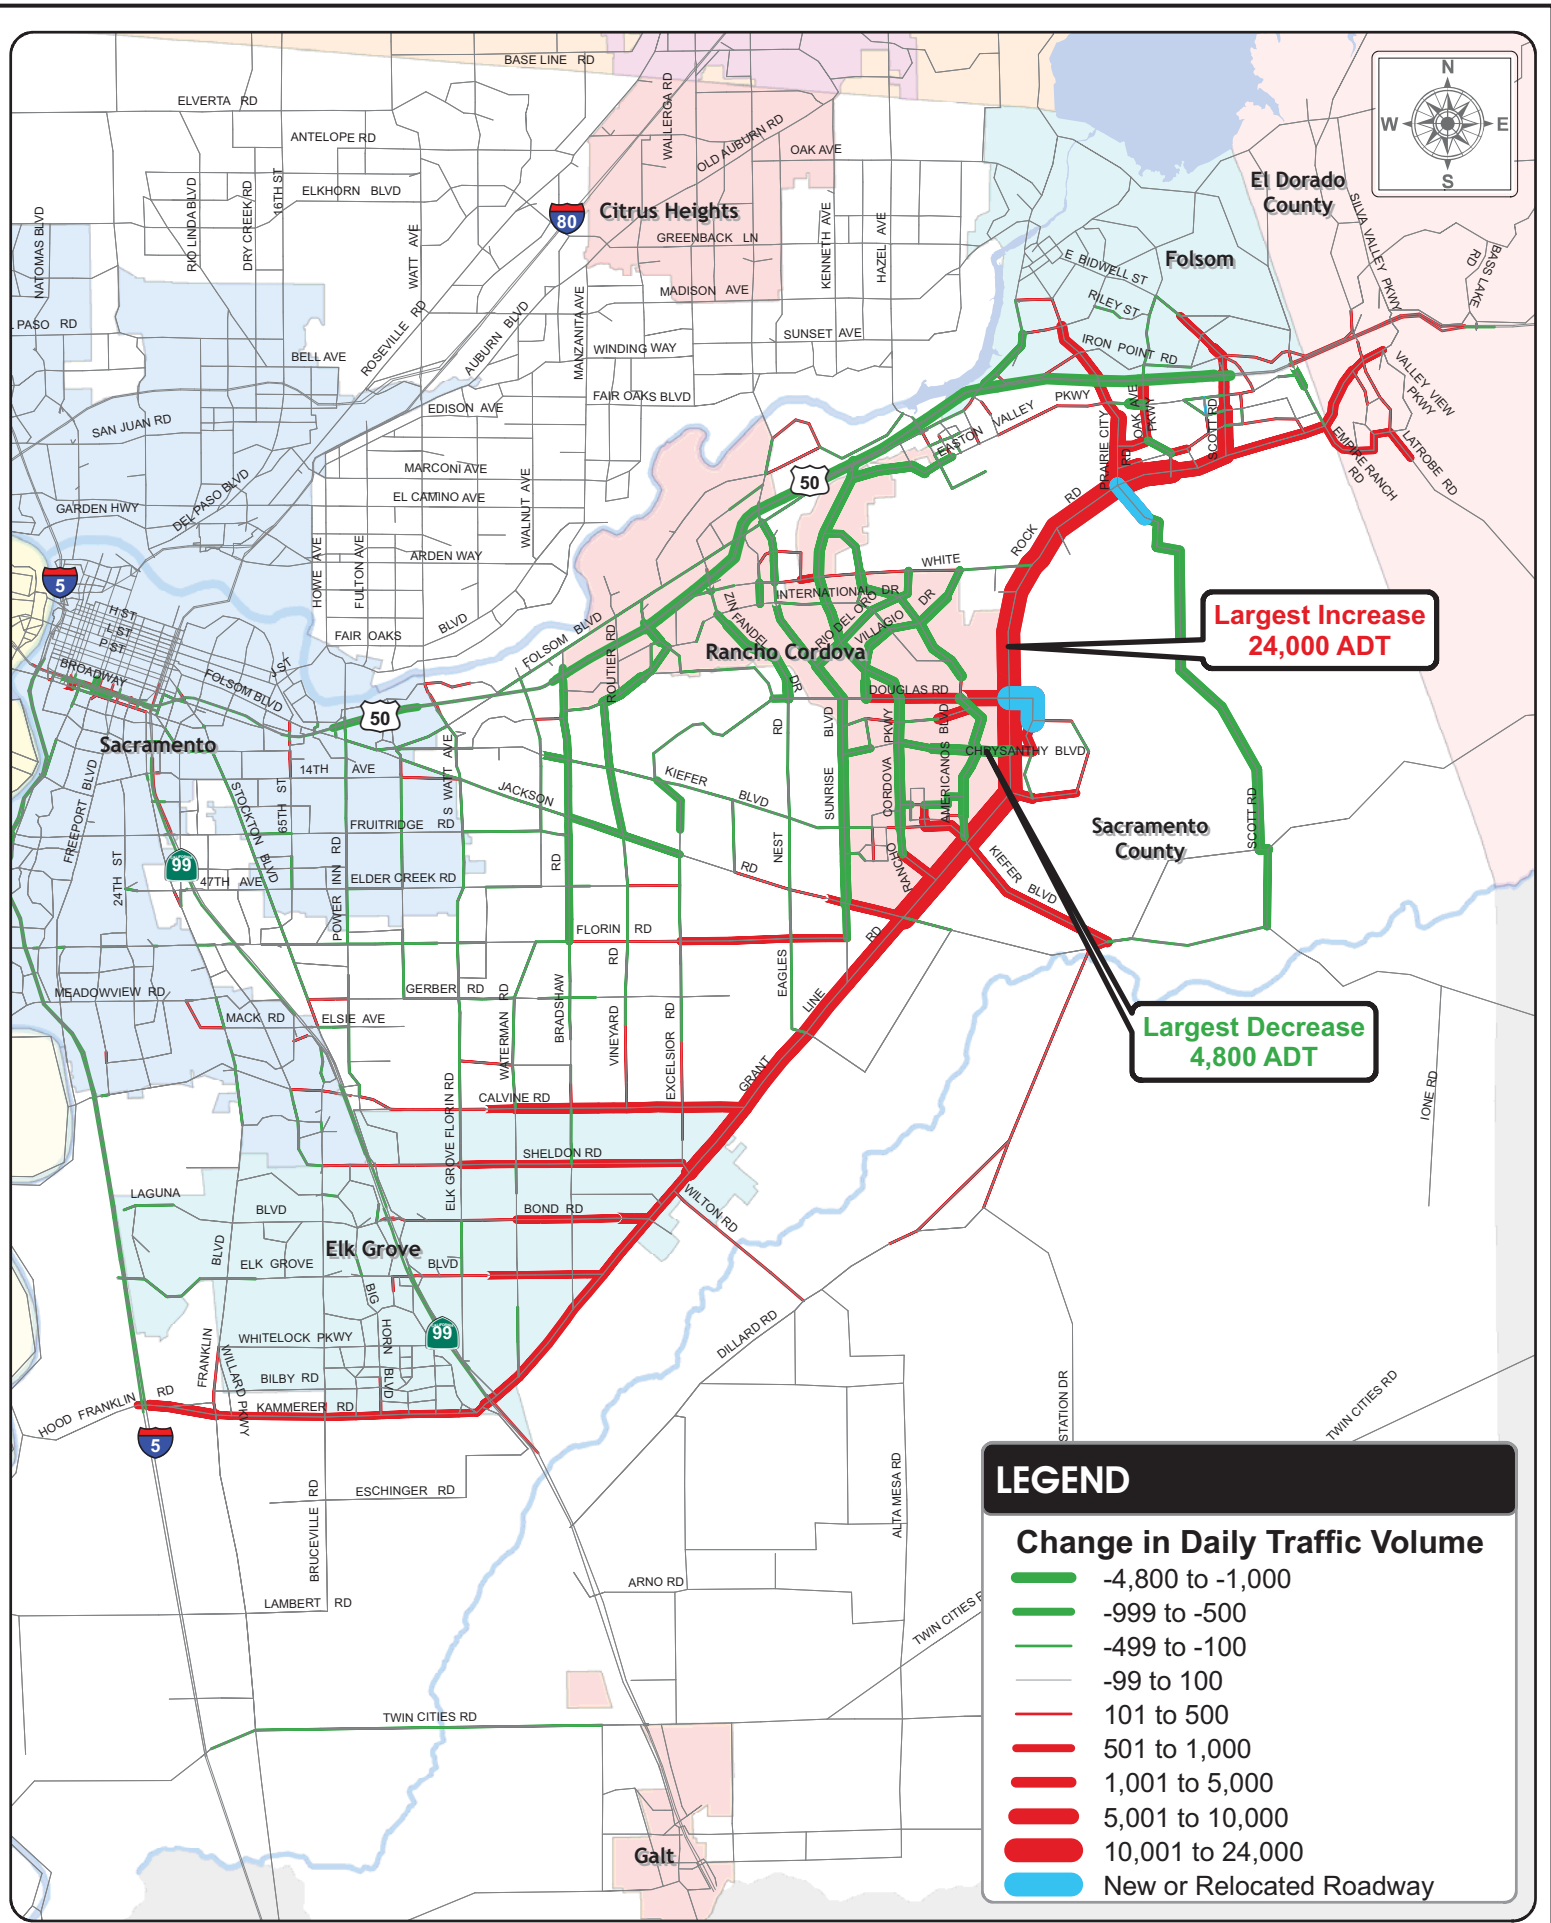 BASE LINE RD
ELVERTA RD
ANTELOPE RD
WALLERGA RD
OLD AUBURN RD
OAK AVE
N
W
E
S
El Dorado
County
NATOMAS BLVD
RIO LINDA BLVD
DRY CREEK RD
16TH ST
ELKHORN BLVD
WATT AVE
80
Citrus Heights
GREENBACK LN
KENNETH AVE
HAZEL AVE
E BIDWELL ST
Folsom
SILVA VALLEY PKWY
BASS LAKE
RD
MADISON AVE
RILEY ST
PASO RD
ROSEVILLE RD
AUBURN BLVD
MANZANITA AVE
SUNSET AVE
WINDING WAY
BELL AVE
IRON POINT RD
VALLEY VIEW
PKWY
FAIR OAKS BLVD
EDISON AVE
SAN JUAN RD
EASTON VALLEY PKWY
PRAIRIE CITY
RD
OAK AVE
PKWY
SCOTT RD
EMPIRE RANCH
RD
LATROBE RD
MARCONI AVE
DEL PASO BLVD
EL CAMINO AVE
WALNUT AVE
50
GARDEN HWY
HOWE AVE
FULTON AVE
ARDEN WAY
WHITE ROCK RD
5
INTERNATIONAL DR
H ST
L ST
P ST
FAIR OAKS BLVD
FOLSOM BLVD
ROUTIER RD
ZINFANDEL DR
RIO DEL ORO
VILLAGIO DR
Largest Increase
24,000 ADT
Rancho Cordova
BROADWAY
FOLSOM BLVD
J ST
DOUGLAS RD
50
Sacramento
CHRYSANTHY BLVD
14TH AVE
S WATT AVE
JACKSON RD
KIEFER BLVD
SUNRISE BLVD
RANCHO CORDOVA PKWY
AMERICANOS BLVD
FREEPORT BLVD
STOCKTON BLVD
65TH ST
FRUITRIDGE RD
Sacramento
County
SCOTT RD
99
24TH ST
47TH AVE
POWER INN RD
ELDER CREEK RD
EAGLES NEST RD
KIEFER BLVD
FLORIN RD
MEADOWVIEW RD
GERBER RD
MACK RD
ELSIE AVE
WATERMAN RD
BRADSHAW RD
VINEYARD RD
EXCELSIOR RD
GRANT LINE RD
Largest Decrease
4,800 ADT
IONE RD
CALVINE RD
ELK GROVE FLORIN RD
SHELDON RD
LAGUNA BLVD
BOND RD
WILTON RD
Elk Grove
ELK GROVE BLVD
BIG HORN BLVD
99
DILLARD RD
WHITELOCK PKWY
FRANKLIN BLVD
WILLARD PKWY
BILBY RD
HOOD FRANKLIN RD
KAMMERER RD
5
STATION DR
TWIN CITIES RD
ESCHINGER RD
BRUCEVILLE RD
ALTA MESA RD
ARNO RD
LAMBERT RD
TWIN CITIES
TWIN CITIES RD
Galt
LEGEND
Change in Daily Traffic Volume
-4,800 to -1,000
-999 to -500
-499 to -100
-99 to 100
101 to 500
501 to 1,000
1,001 to 5,000
5,001 to 10,000
10,001 to 24,000
New or Relocated Roadway